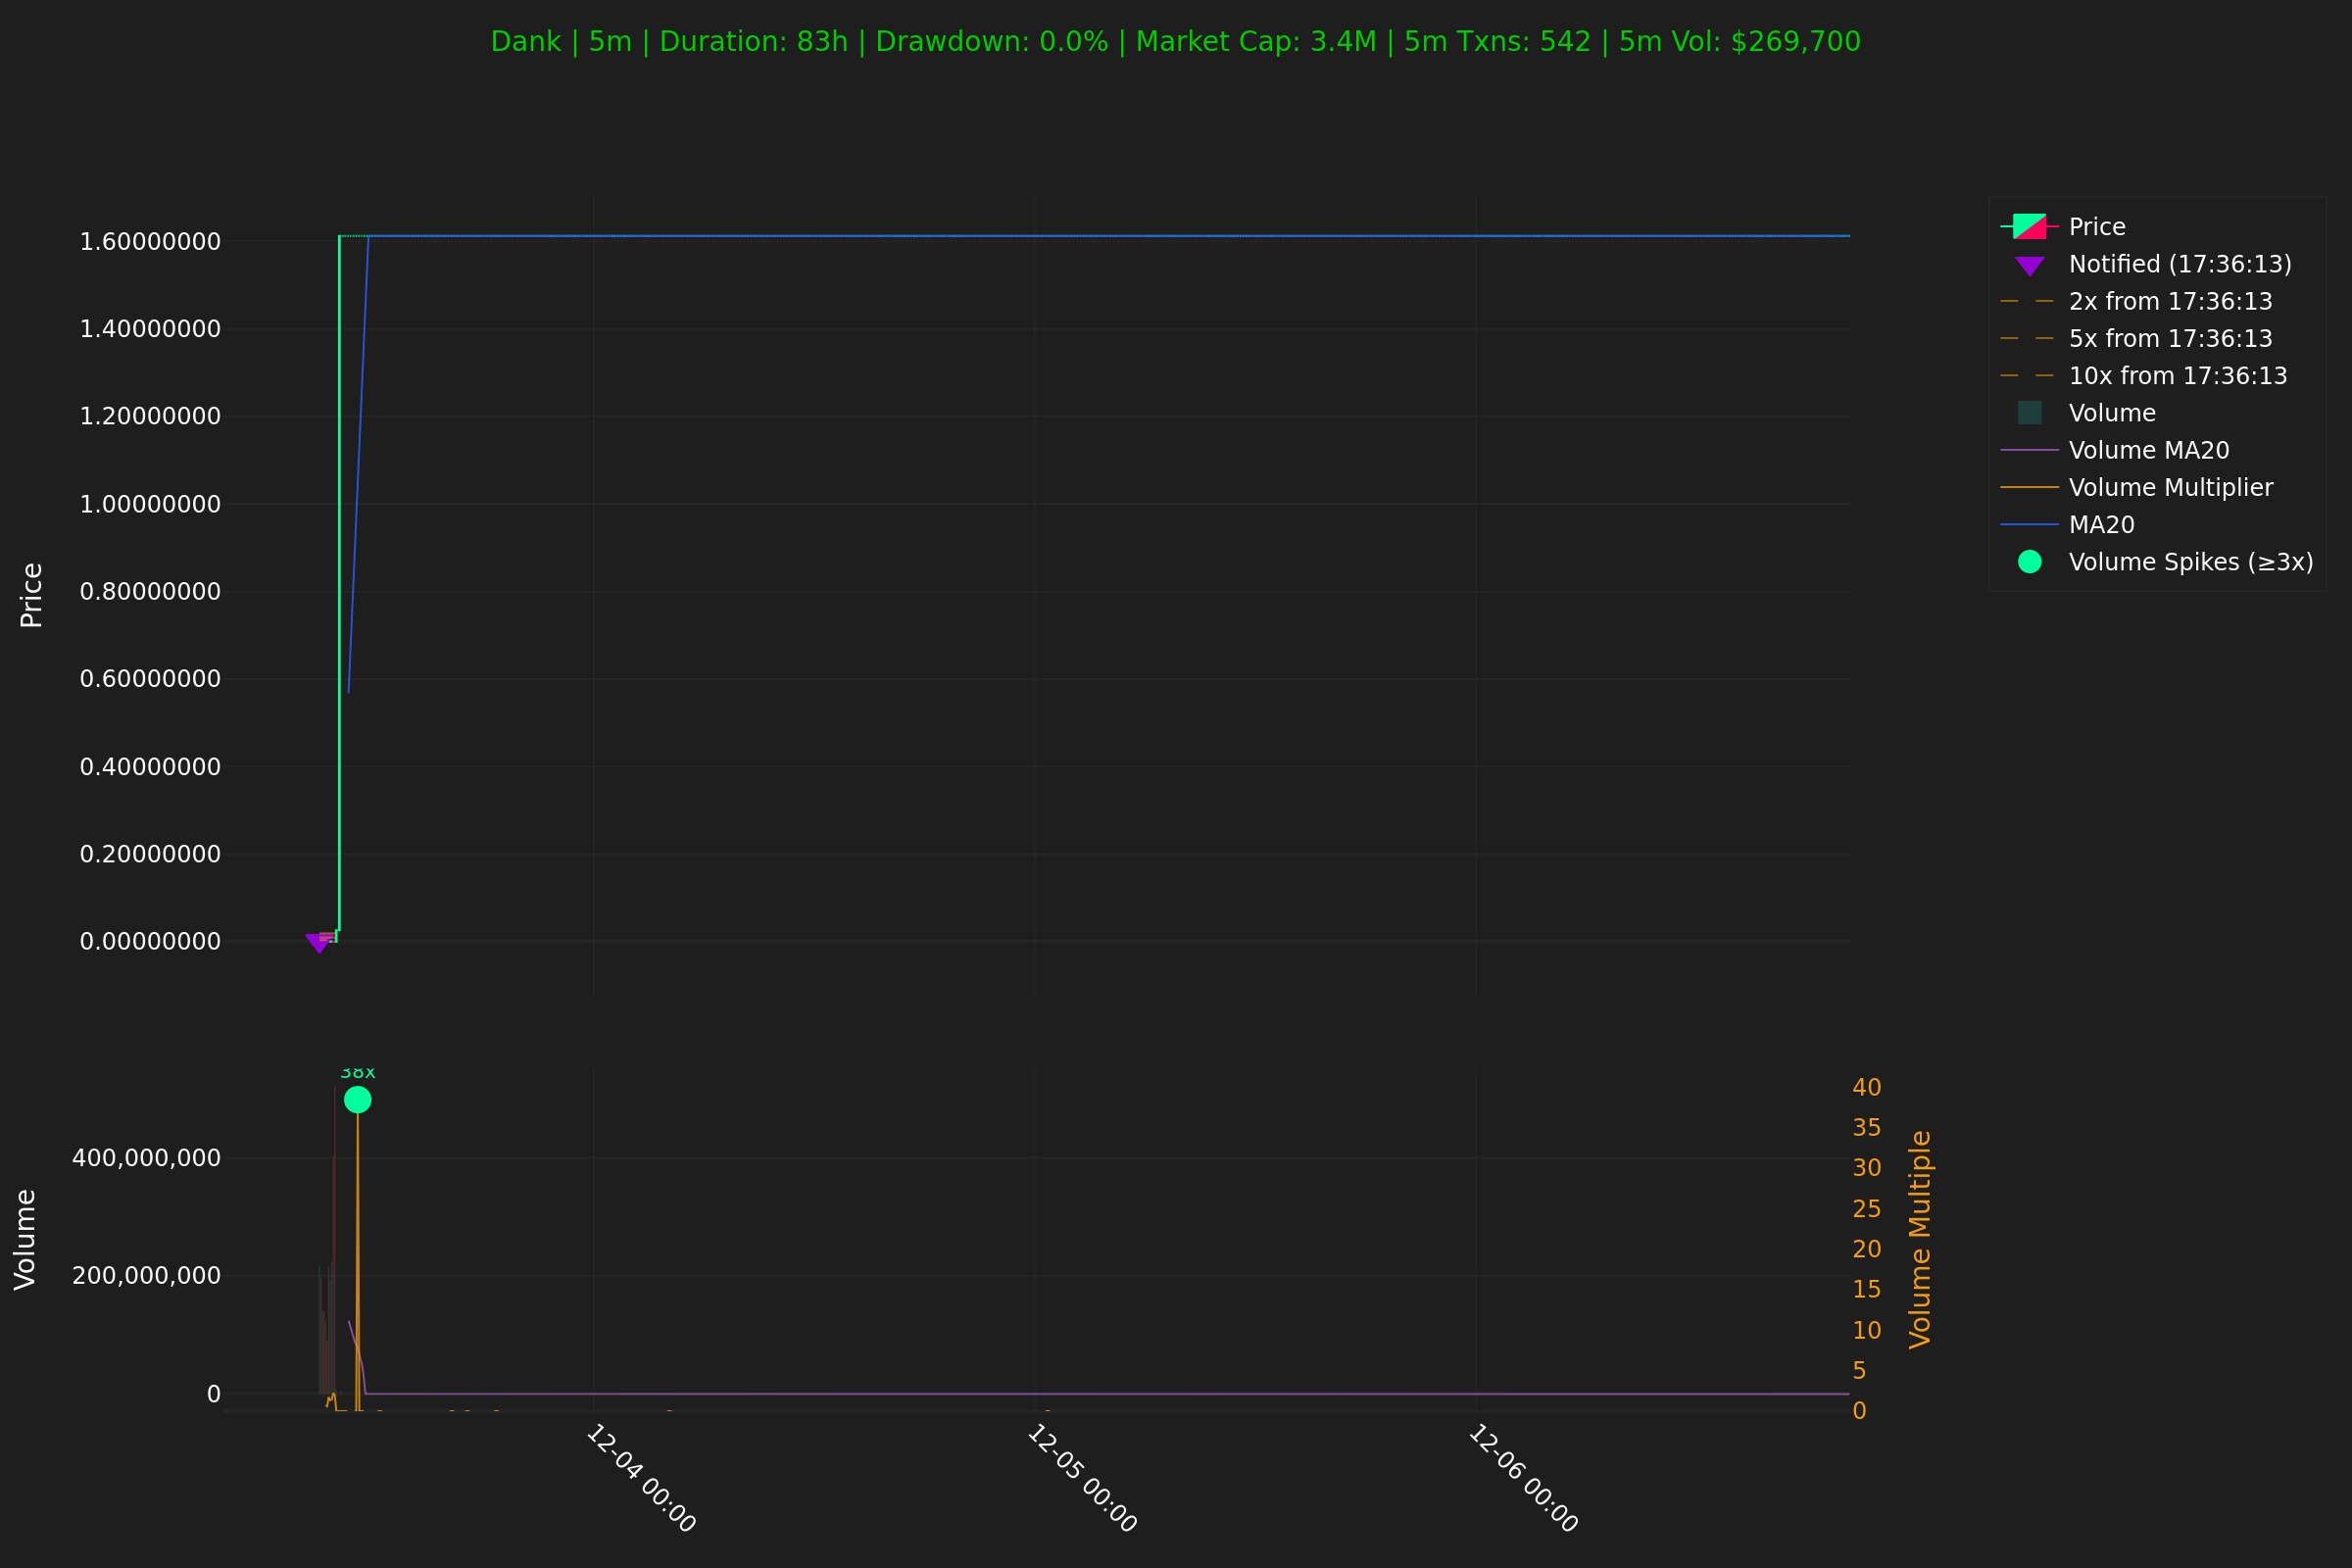 Dank | 5m | Duration: 83h | Drawdown: 0.0% | Market Cap: 3.4M | 5m Txns: 542 | 5m Vol: $269,700
Price
1.60000000
1.40000000
1.20000000
1.00000000
0.80000000
0.60000000
0.40000000
0.20000000
0.00000000
Price
Notified (17:36:13)
2x from 17:36:13
5x from 17:36:13
10x from 17:36:13
Volume
Volume MA20
Volume Multiplier
MA20
Volume Spikes (≥3x)
38x
Volume
400,000,000
200,000,000
0
40
35
30
25
20
15
10
5
0
Volume Multiple
12-04 00:00
12-05 00:00
12-06 00:00